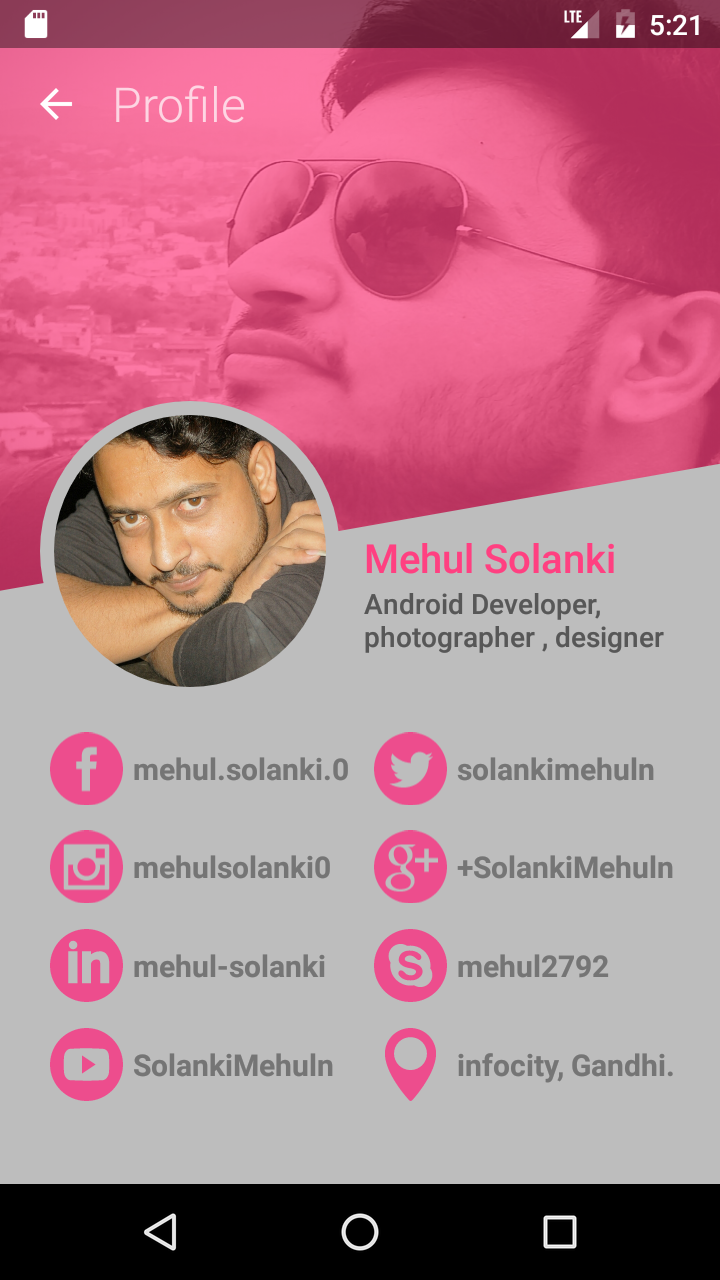 LTE 5:21
Profile
Mehul Solanki
Android Developer,
photographer , designer
mehul.solanki.0
solankimehuln
mehulsolanki0
+SolankiMehuln
mehul-solanki
mehul2792
SolankiMehuln
infocity, Gandhi.